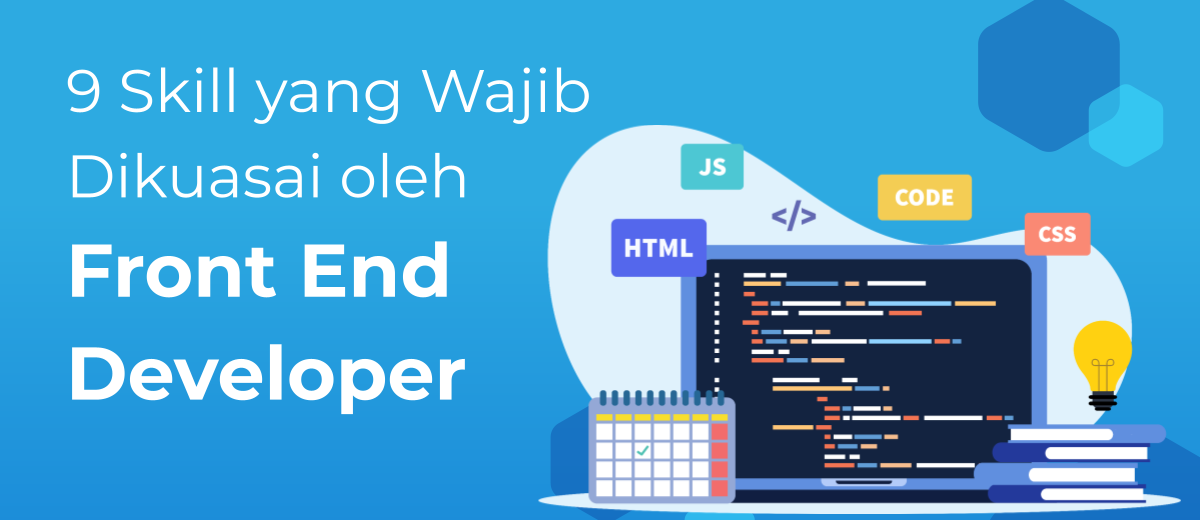 9 Skill yang Wajib
Dikuasai oleh
Front End
Developer
JS
</>
CODE
HTML
CSS